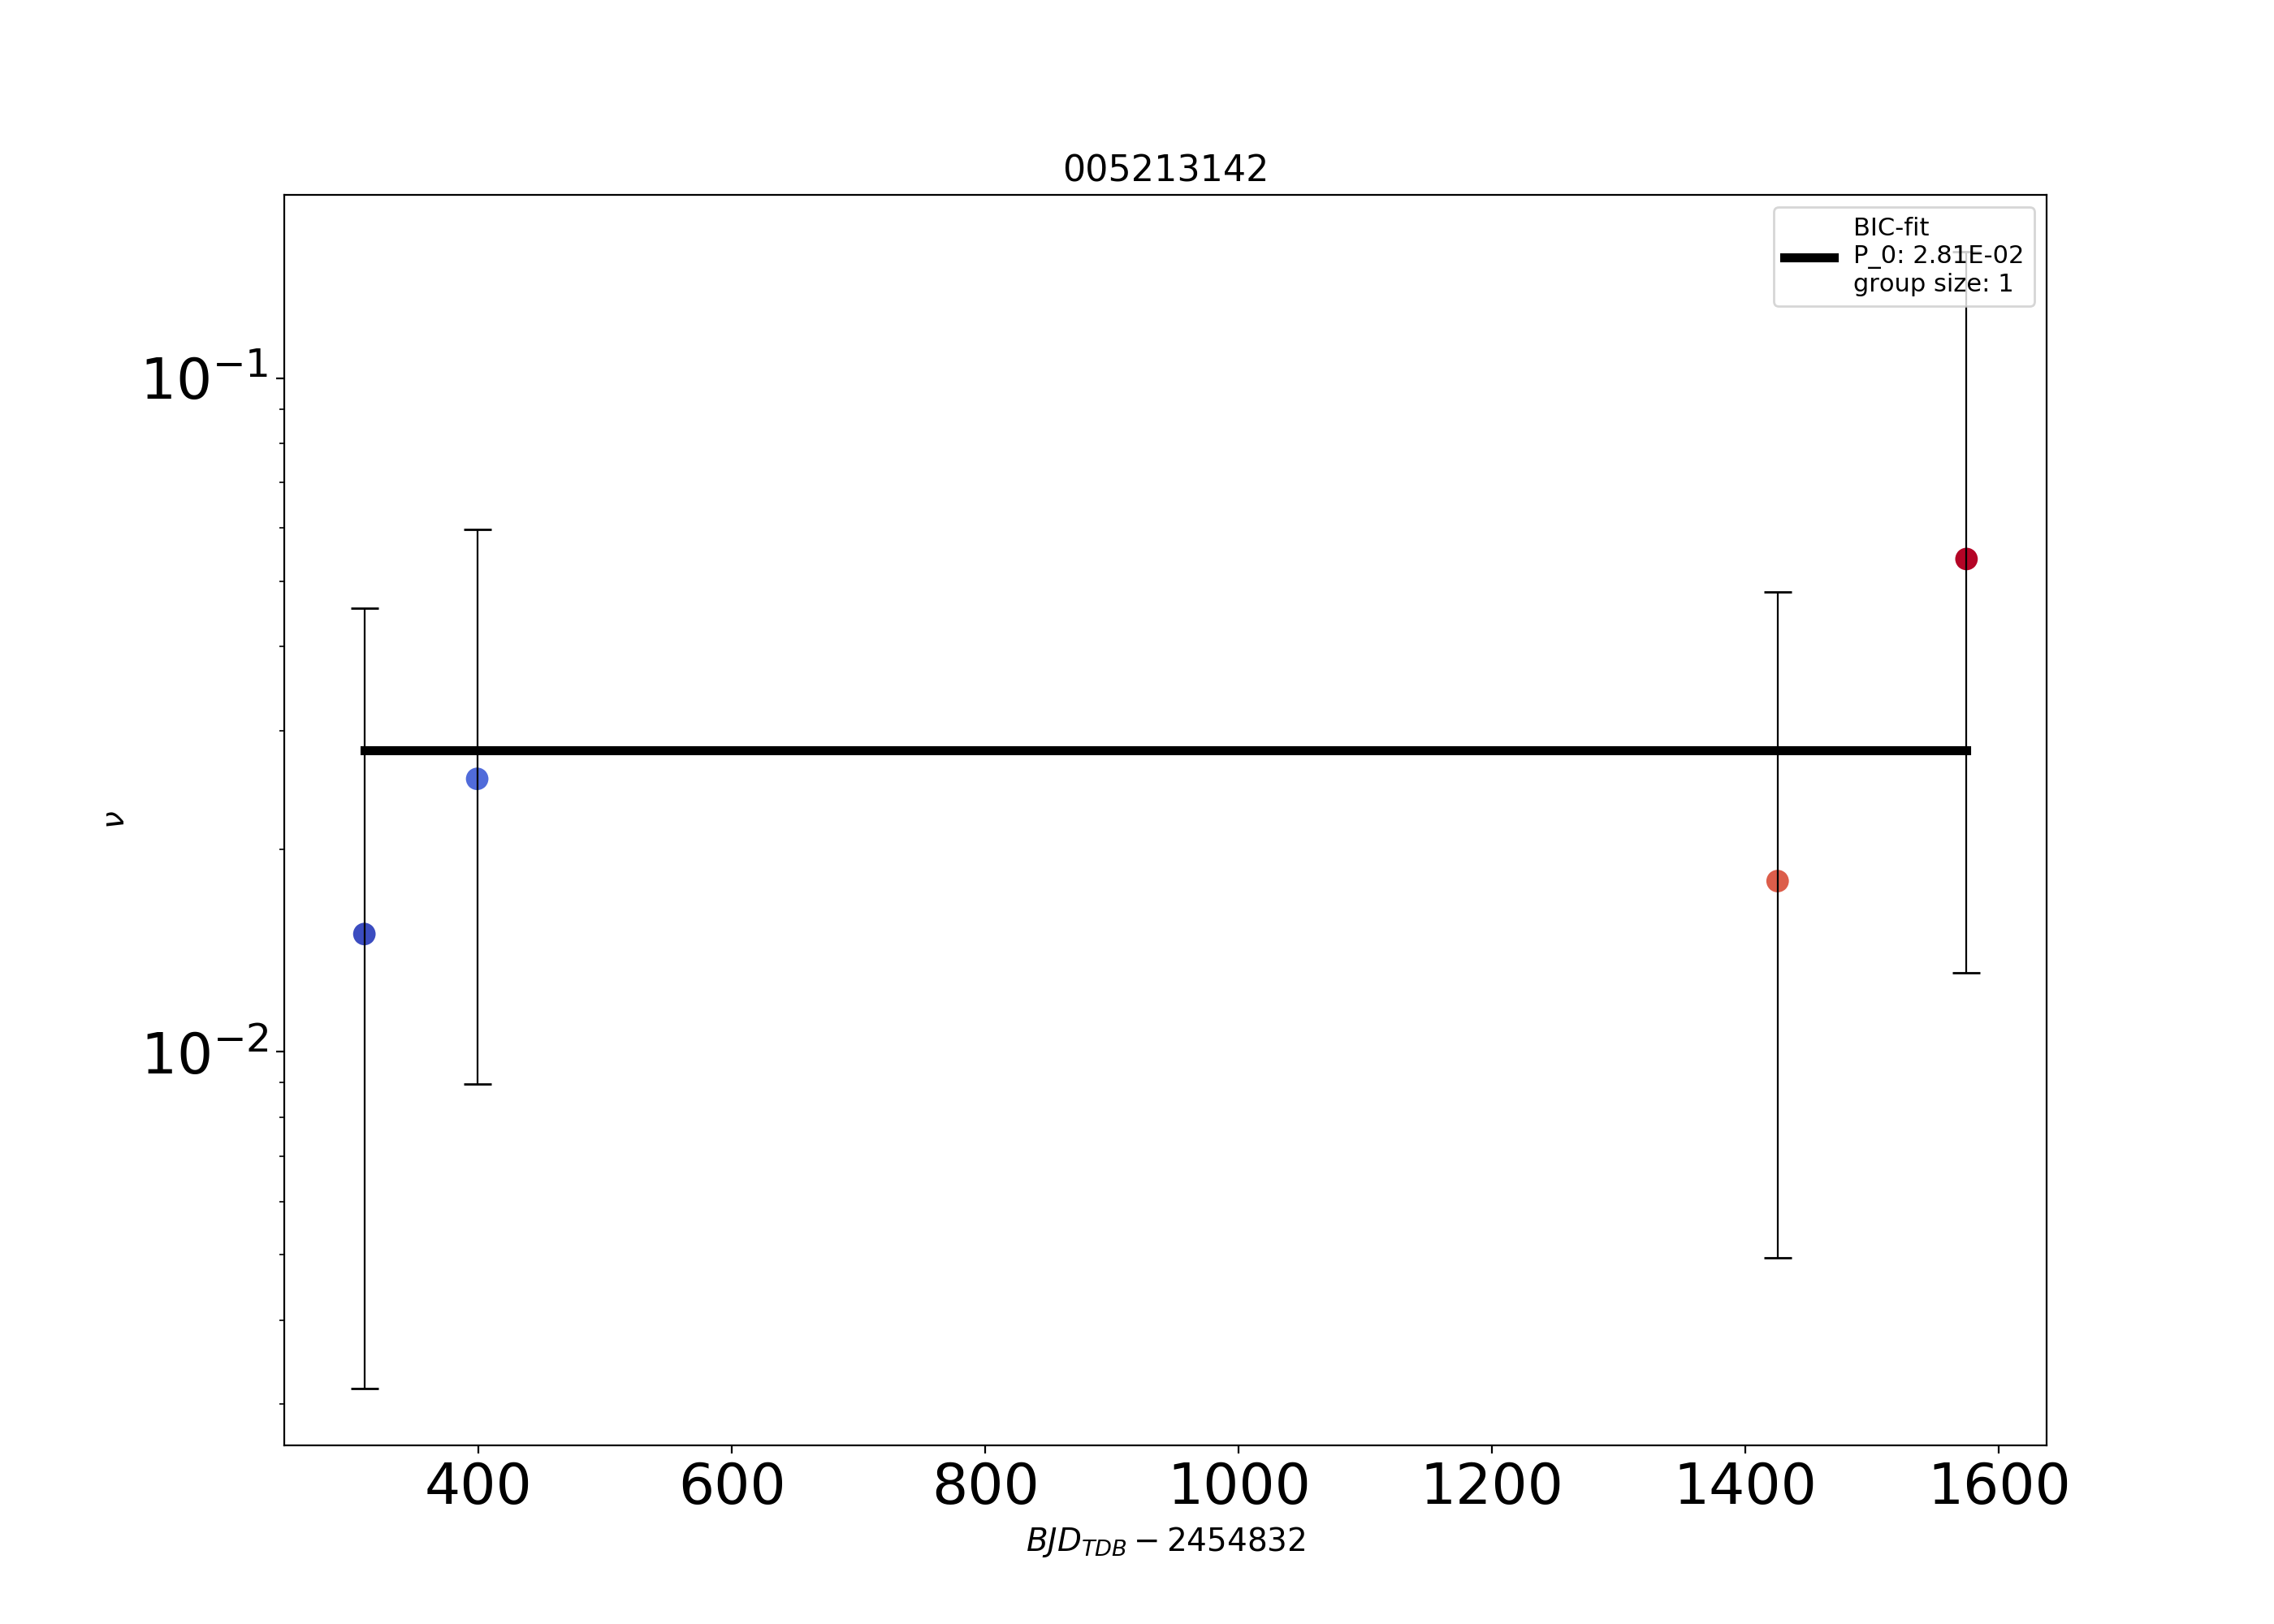 005213142
BIC-fit
P_0: 2.81E-02
group size: 1
10⁻¹
10⁻²
ν
400 600 800 1000 1200 1400 1600
BJD_TDB − 2454832